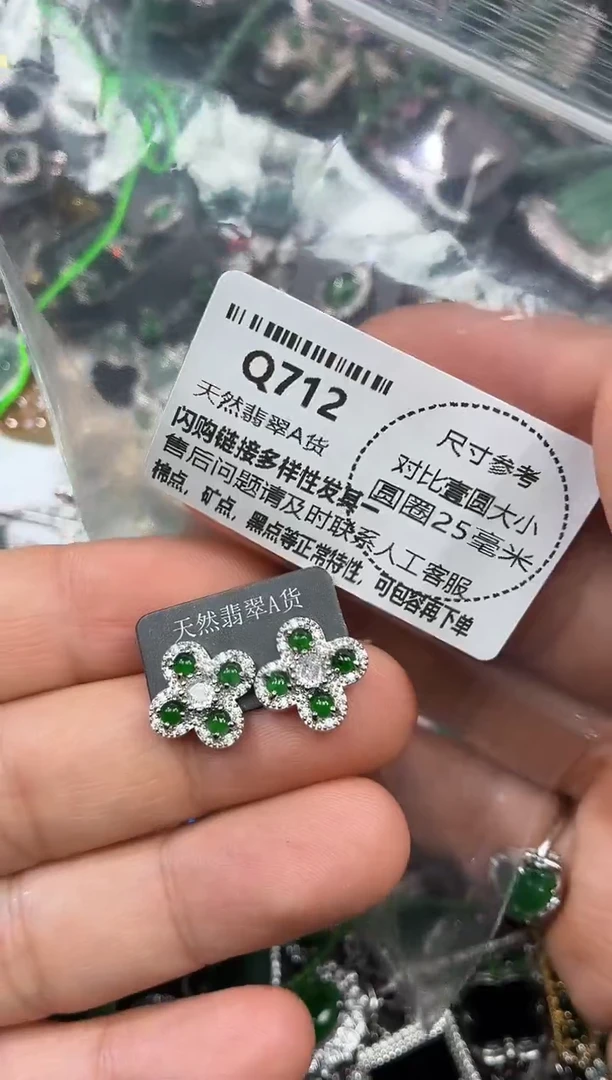 Q712
天然翡翠A货
闪购链接多样性发其一
售后问题请及时联系人工客服
棉点，矿点，黑点等正常特性，可包容再下单
尺寸参考
对比壹圆大小
圆圈25毫米
天然翡翠A货